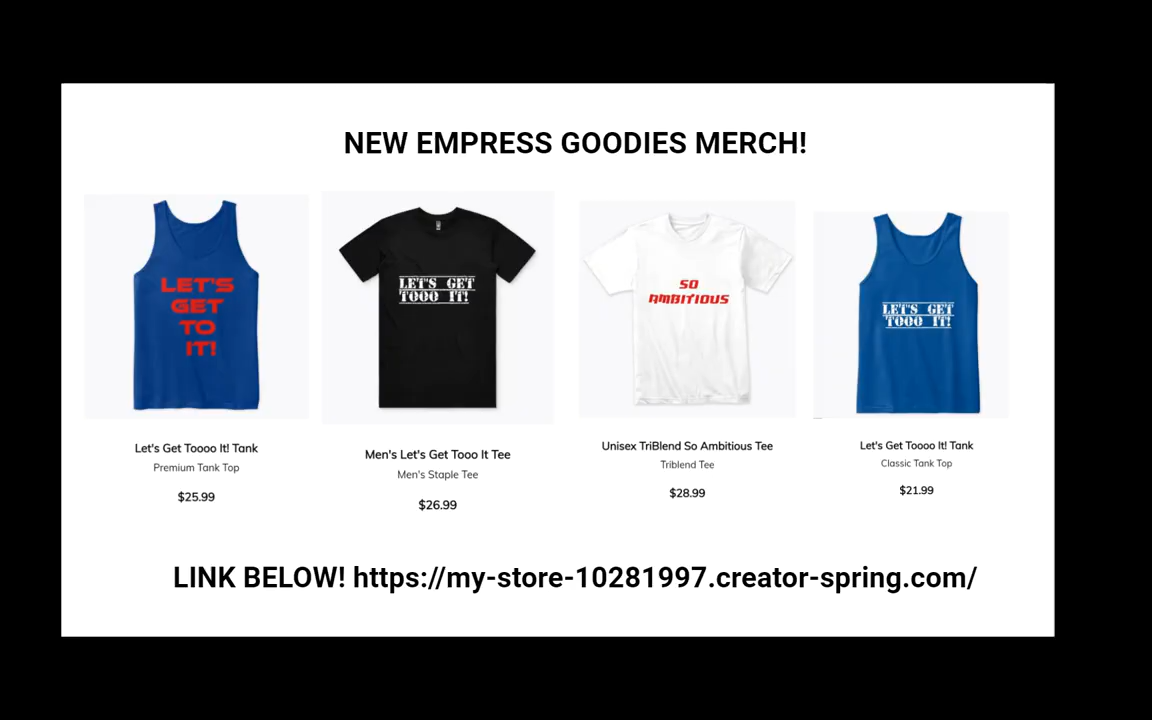 NEW EMPRESS GOODIES MERCH!
LET'S
GET
TO
IT!
LET'S GET
TOOO IT!
SO
AMBITIOUS
LET'S GET
TOOO IT!
Let's Get Toooo It! Tank
Premium Tank Top
$25.99
Men's Let's Get Tooo It Tee
Men's Staple Tee
$26.99
Unisex TriBlend So Ambitious Tee
Triblend Tee
$28.99
Let's Get Toooo It! Tank
Classic Tank Top
$21.99
LINK BELOW! https://my-store-10281997.creator-spring.com/